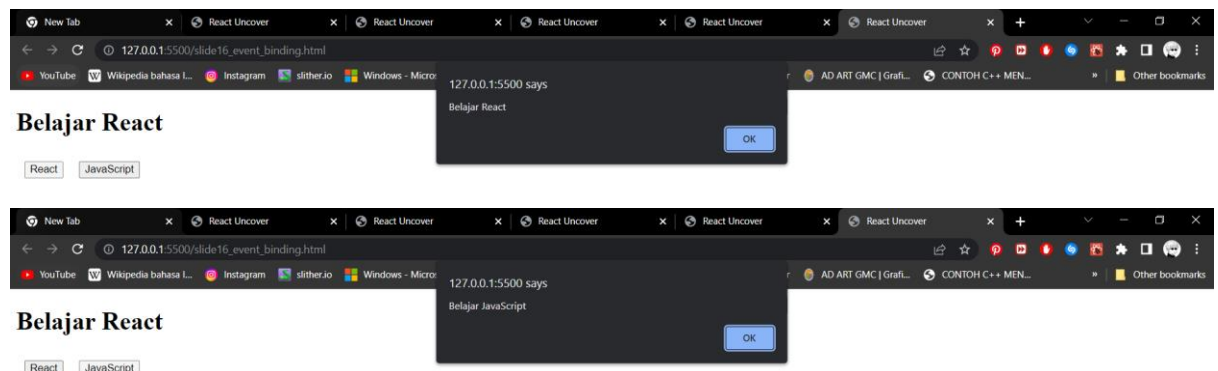 New Tab React Uncover React Uncover React Uncover React Uncover React Uncover
127.0.0.1:5500/slide16_event_binding.html
YouTube Wikipedia bahasa I... Instagram slither.io Windows - Micro AD ART GMC | Grafi... CONTOH C++ MEN... » Other bookmarks
127.0.0.1:5500 says
Belajar React
OK
Belajar React
React JavaScript
New Tab React Uncover React Uncover React Uncover React Uncover React Uncover
127.0.0.1:5500/slide16_event_binding.html
YouTube Wikipedia bahasa I... Instagram slither.io Windows - Micro AD ART GMC | Grafi... CONTOH C++ MEN... » Other bookmarks
127.0.0.1:5500 says
Belajar JavaScript
OK
Belajar React
React JavaScript